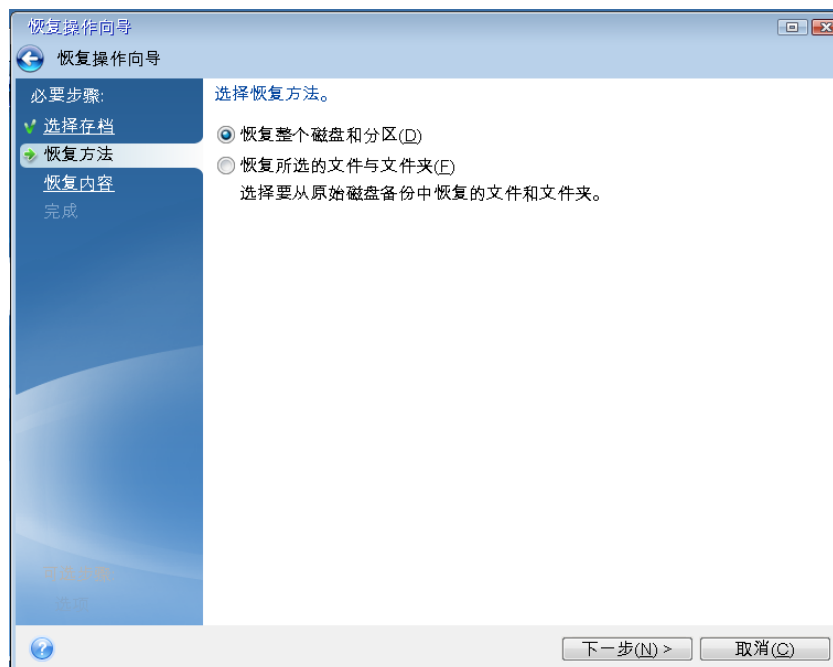 恢复操作向导
恢复操作向导
必要步骤:
选择存档
恢复方法
恢复内容
完成
选择恢复方法。
恢复整个磁盘和分区(D)
恢复所选的文件与文件夹(F)
选择要从原始磁盘备份中恢复的文件和文件夹。
选项
下一步(N) >
取消(C)